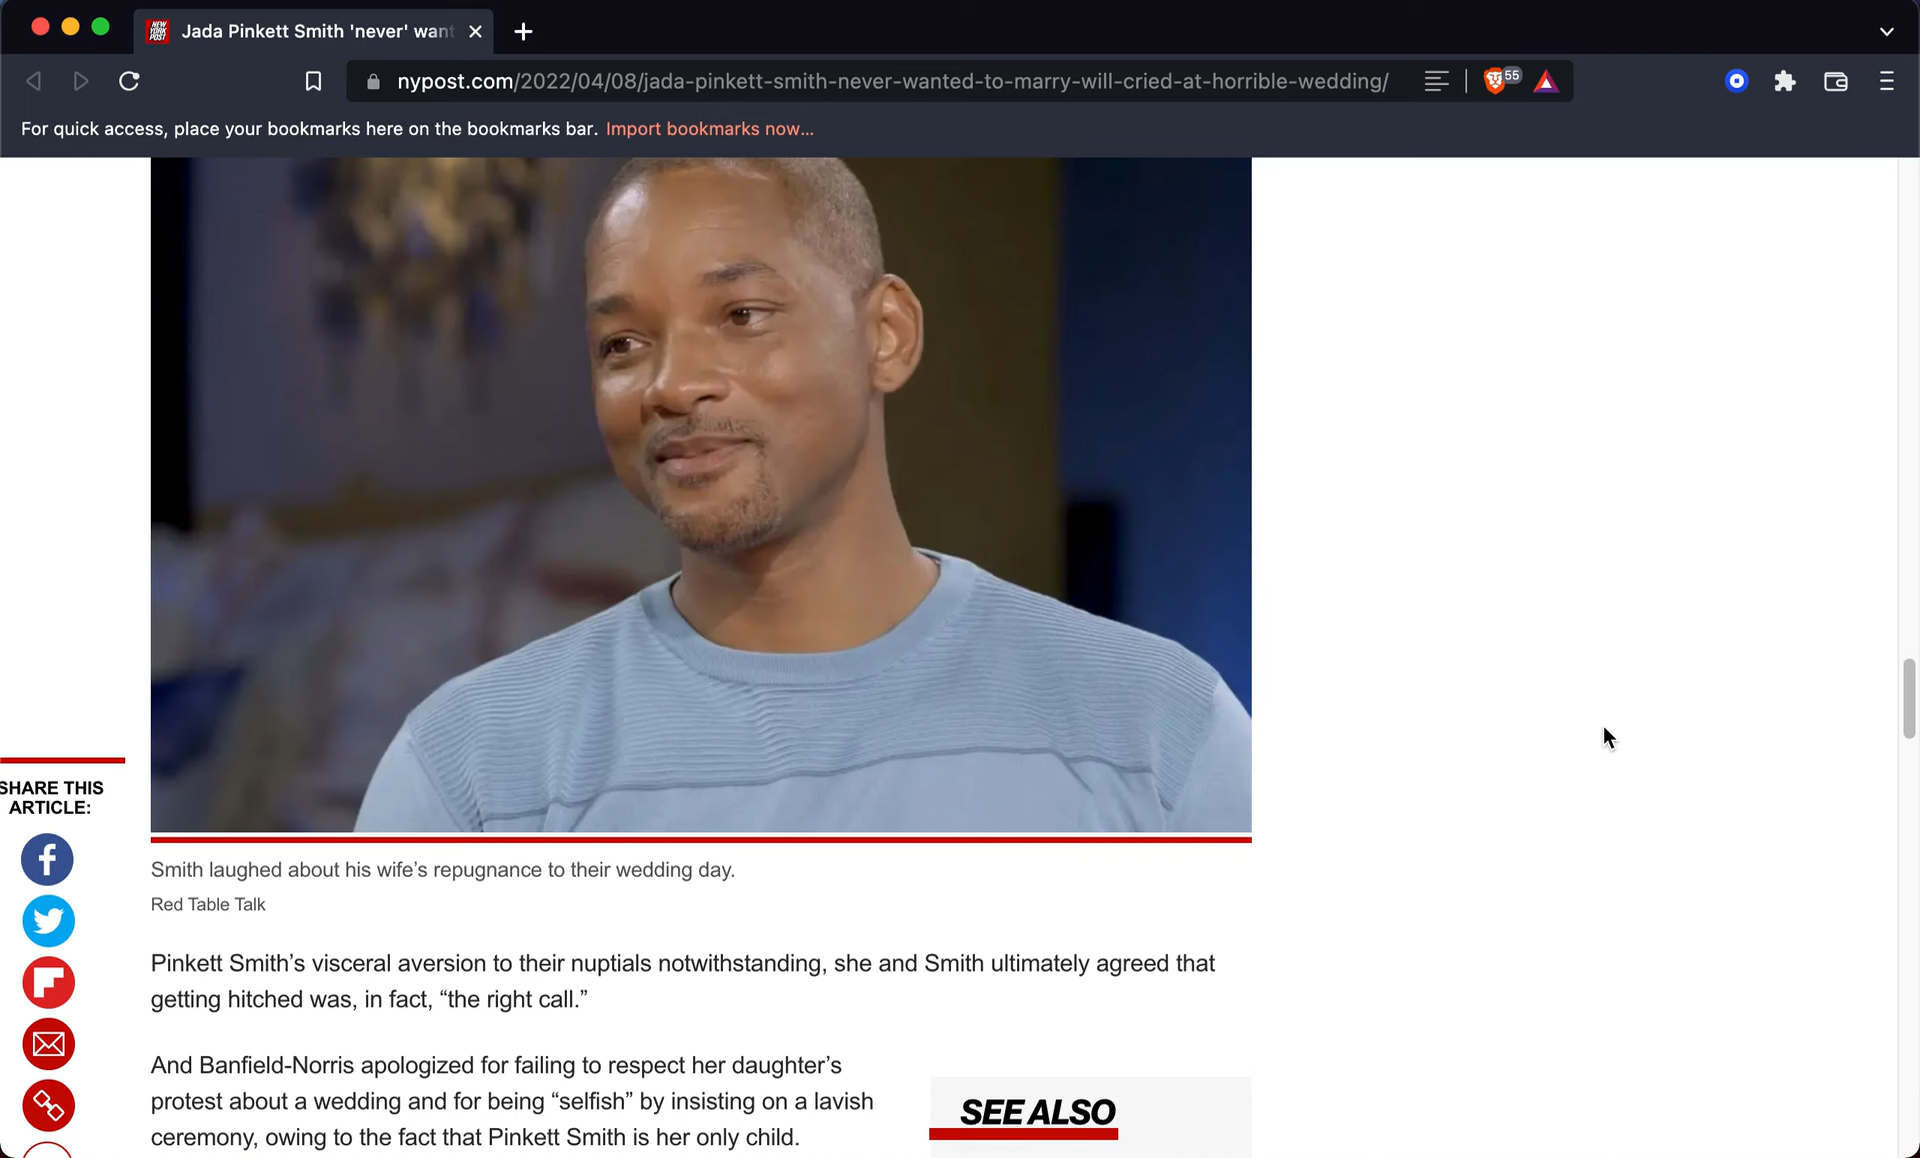 NEW YORK POST
Jada Pinkett Smith 'never' want
nypost.com/2022/04/08/jada-pinkett-smith-never-wanted-to-marry-will-cried-at-horrible-wedding/
55
For quick access, place your bookmarks here on the bookmarks bar. Import bookmarks now...
SHARE THIS
ARTICLE:
Smith laughed about his wife’s repugnance to their wedding day.
Red Table Talk
Pinkett Smith’s visceral aversion to their nuptials notwithstanding, she and Smith ultimately agreed that
getting hitched was, in fact, “the right call.”
And Banfield-Norris apologized for failing to respect her daughter’s
protest about a wedding and for being “selfish” by insisting on a lavish
ceremony, owing to the fact that Pinkett Smith is her only child.
SEE ALSO